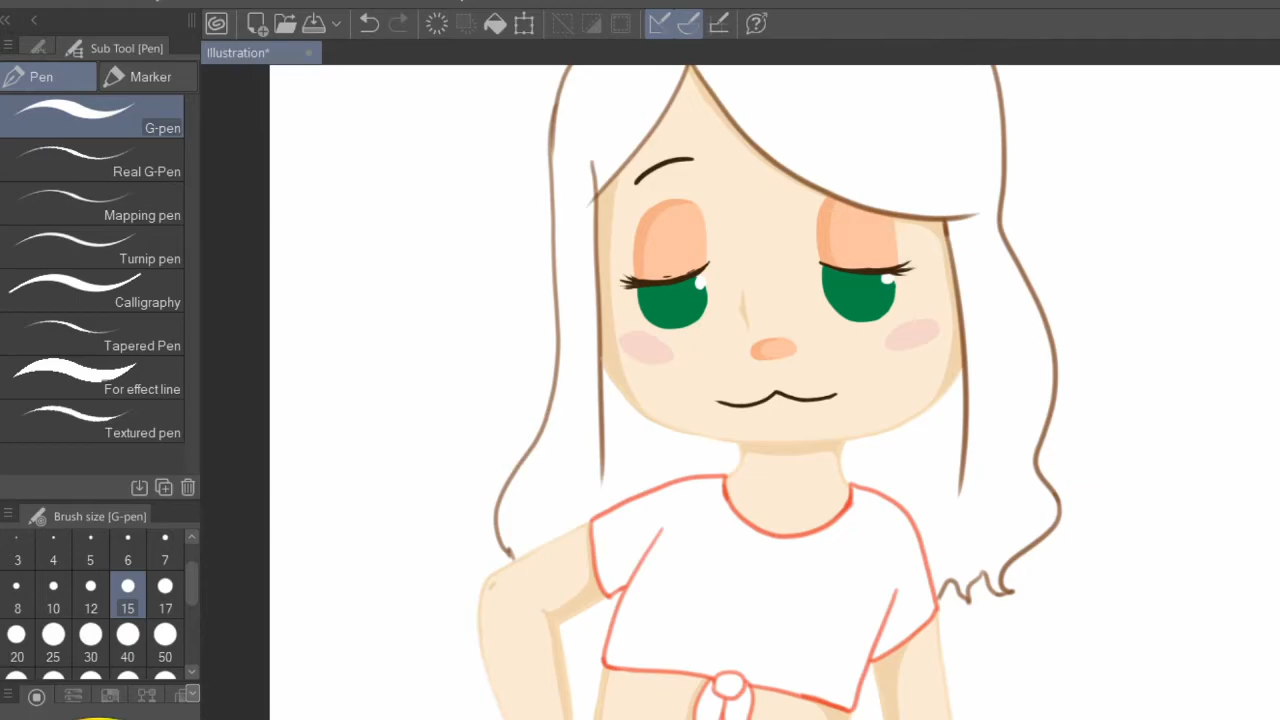 Illustration*
Sub Tool [Pen]
Pen
Marker
G-pen
Real G-Pen
Mapping pen
Turnip pen
Calligraphy
Tapered Pen
For effect line
Textured pen
Brush size [G-pen]
3 4 5 6 7
8 10 12 15 17
20 25 30 40 50